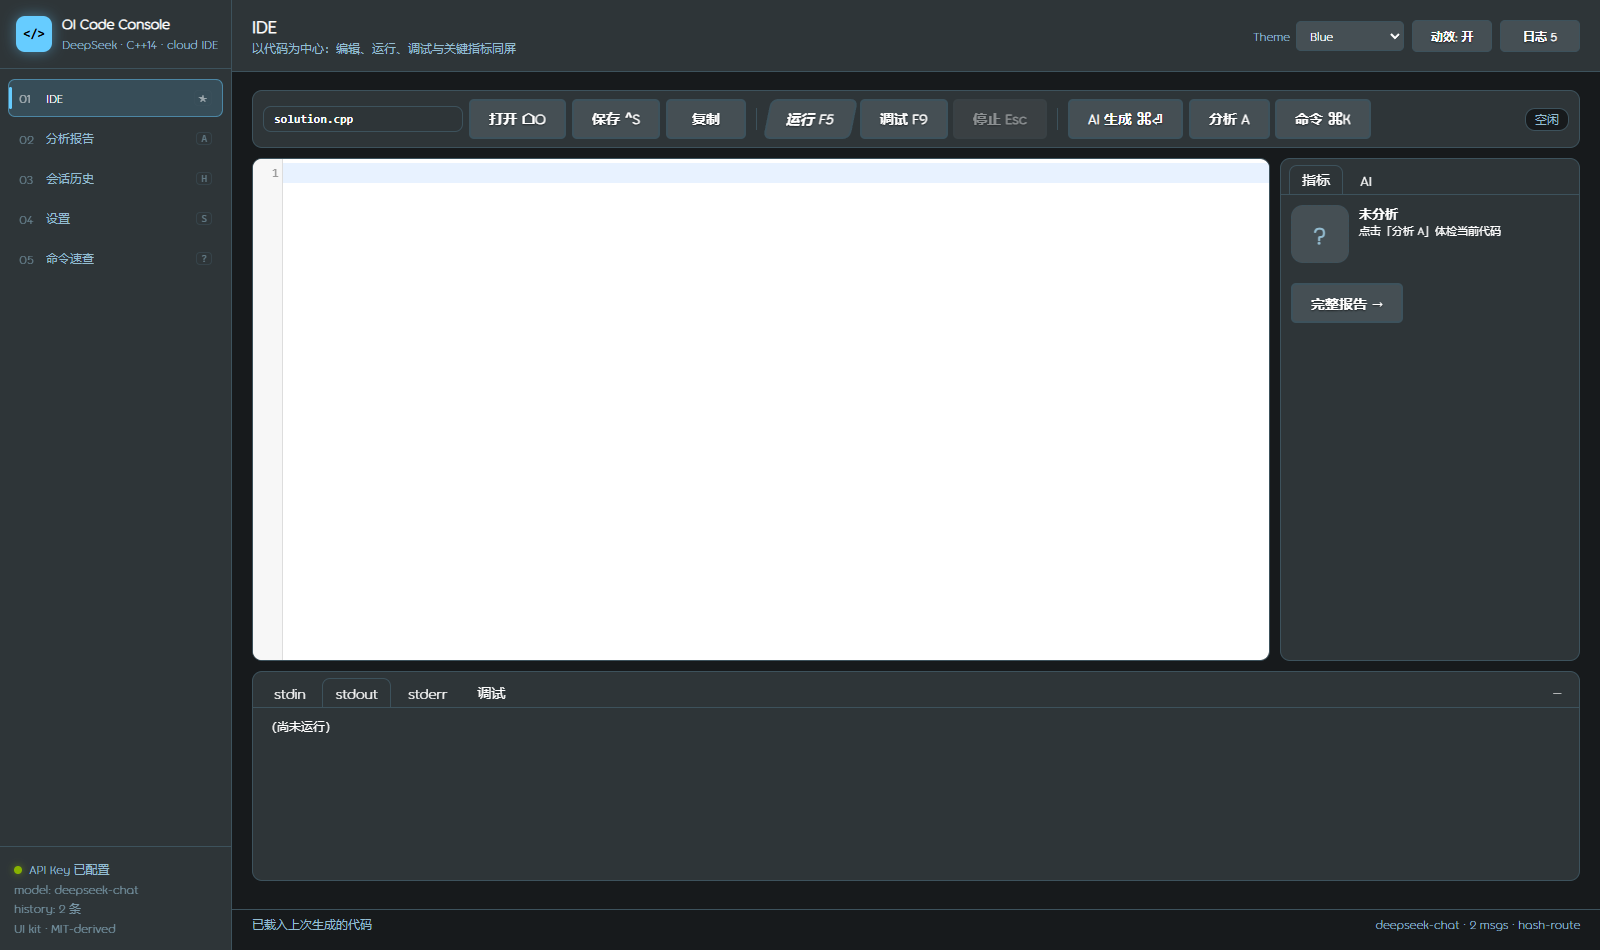 </>
OI Code Console
DeepSeek · C++14 · cloud IDE
01 IDE ★
02 分析报告 A
03 会话历史 H
04 设置 S
05 命令速查 ?
API Key 已配置
model: deepseek-chat
history: 2 条
UI kit · MIT-derived
IDE
以代码为中心：编辑、运行、调试与关键指标同屏
Theme Blue 动效: 开 日志 5
solution.cpp 打开 ⌂O 保存 ^S 复制 运行 F5 调试 F9 停止 Esc AI 生成 ⌘⏎ 分析 A 命令 ⌘K 空闲
1
指标 AI
?
未分析
点击「分析 A」体检当前代码
完整报告 →
stdin stdout stderr 调试 −
(尚未运行)
已载入上次生成的代码
deepseek-chat · 2 msgs · hash-route